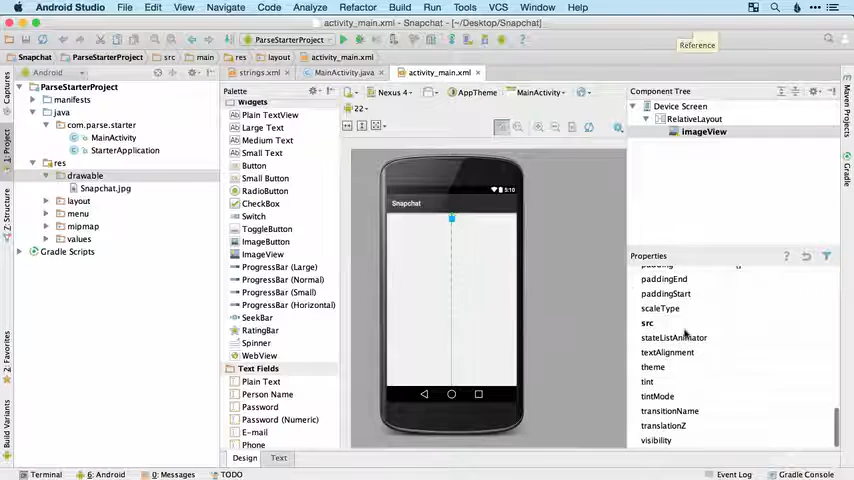 Android Studio File Edit View Navigate Code Analyze Refactor Build Run Tools VCS Window Help
activity_main.xml - Snapchat - [~/Desktop/Snapchat]
ParseStarterProject
Reference
Snapchat ParseStarterProject src main res layout activity_main.xml
Android
strings.xml MainActivity.java activity_main.xml
Captures
1: Project
7: Structure
2: Favorites
Build Variants
ParseStarterProject
manifests
java
com.parse.starter
MainActivity
StarterApplication
res
drawable
Snapchat.jpg
layout
menu
mipmap
values
Gradle Scripts
Palette
Widgets
Plain TextView
Large Text
Medium Text
Small Text
Button
Small Button
RadioButton
CheckBox
Switch
ToggleButton
ImageButton
ImageView
ProgressBar (Large)
ProgressBar (Normal)
ProgressBar (Small)
ProgressBar (Horizontal)
SeekBar
RatingBar
Spinner
WebView
Text Fields
Plain Text
Person Name
Password
Password (Numeric)
E-mail
Phone
Nexus 4 AppTheme MainActivity
22
5:10
Snapchat
Design Text
Component Tree
Device Screen
RelativeLayout
imageView
Properties
padding []
paddingEnd
paddingStart
scaleType
src
stateListAnimator
textAlignment
theme
tint
tintMode
transitionName
translationZ
visibility
Maven Projects
Gradle
Terminal 6: Android 0: Messages TODO Event Log Gradle Console